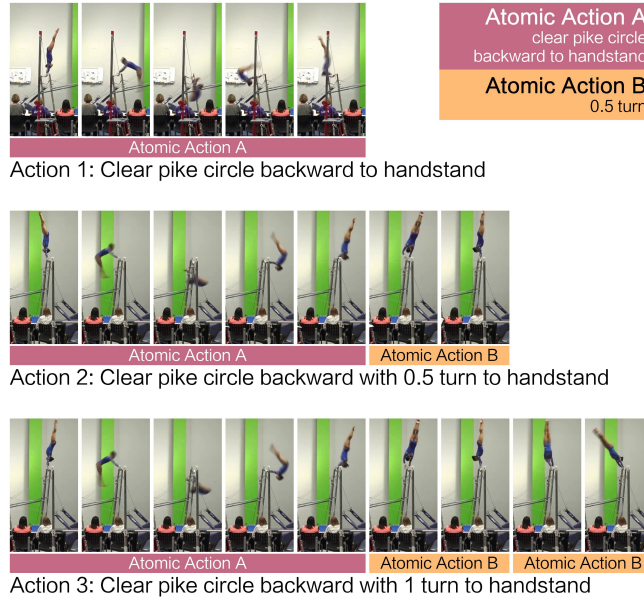 Atomic Action A
clear pike circle
backward to handstand
Atomic Action B
0.5 turn
Atomic Action A
Action 1: Clear pike circle backward to handstand
Atomic Action A Atomic Action B
Action 2: Clear pike circle backward with 0.5 turn to handstand
Atomic Action A Atomic Action B Atomic Action B
Action 3: Clear pike circle backward with 1 turn to handstand